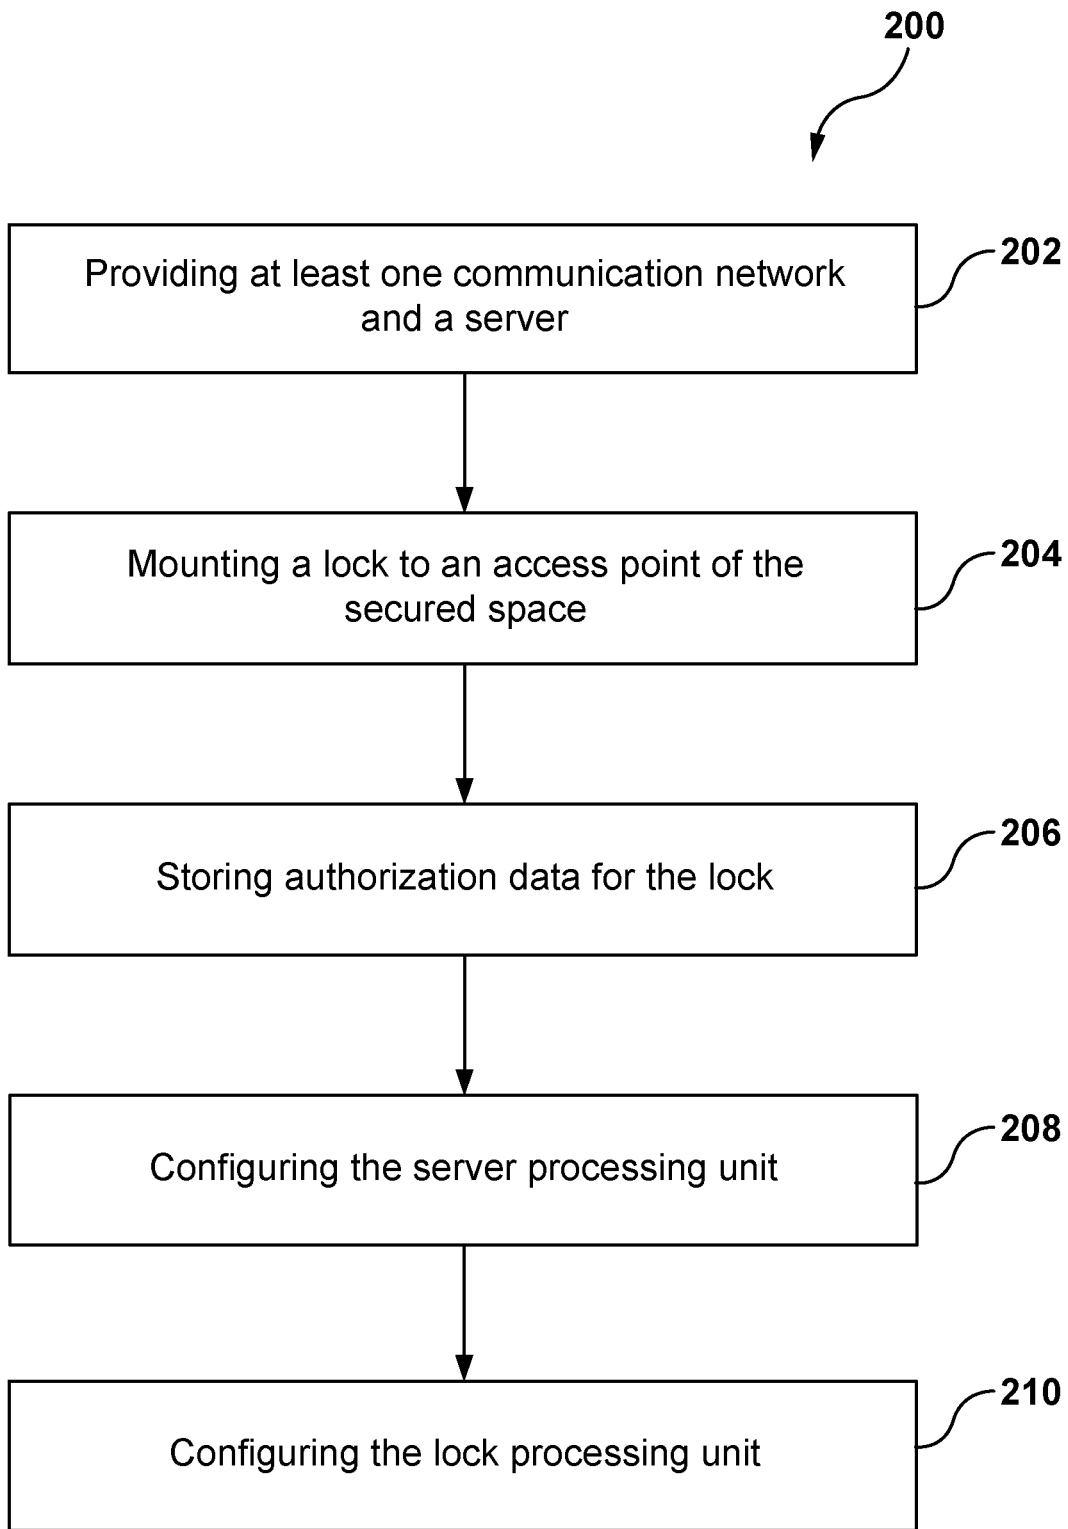 200
Providing at least one communication network
and a server
202
Mounting a lock to an access point of the
secured space
204
Storing authorization data for the lock
206
Configuring the server processing unit
208
Configuring the lock processing unit
210